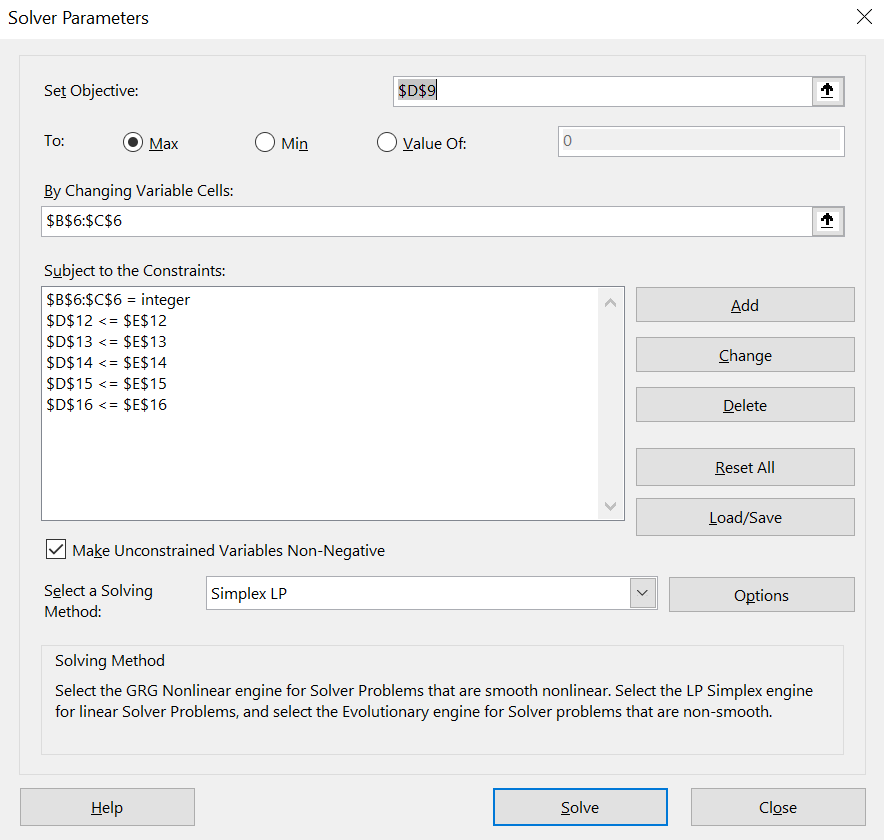 Solver Parameters
Set Objective:
$D$9
To:
Max
Min
Value Of:
0
By Changing Variable Cells:
$B$6:$C$6
Subject to the Constraints:
$B$6:$C$6 = integer
$D$12 <= $E$12
$D$13 <= $E$13
$D$14 <= $E$14
$D$15 <= $E$15
$D$16 <= $E$16
Add
Change
Delete
Reset All
Load/Save
Make Unconstrained Variables Non-Negative
Select a Solving
Method:
Simplex LP
Options
Solving Method
Select the GRG Nonlinear engine for Solver Problems that are smooth nonlinear. Select the LP Simplex engine
for linear Solver Problems, and select the Evolutionary engine for Solver problems that are non-smooth.
Help
Solve
Close